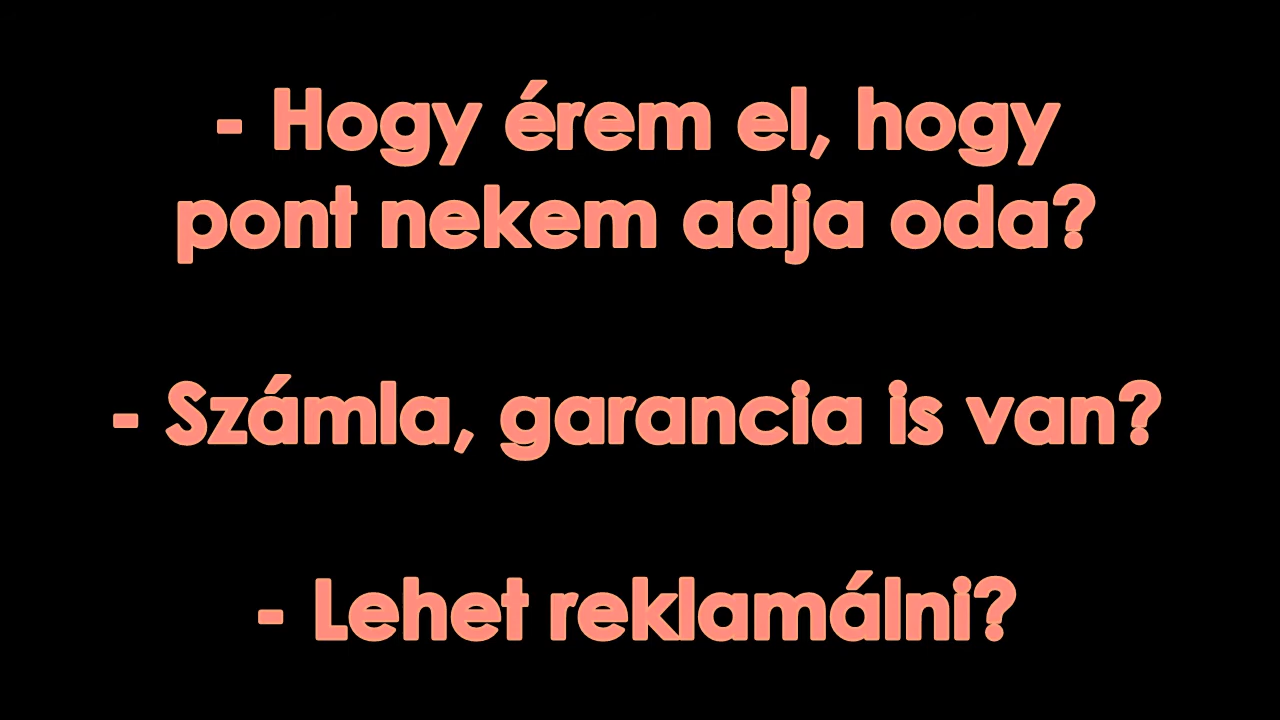 - Hogy érem el, hogy
pont nekem adja oda?
- Számla, garancia is van?
- Lehet reklamálni?